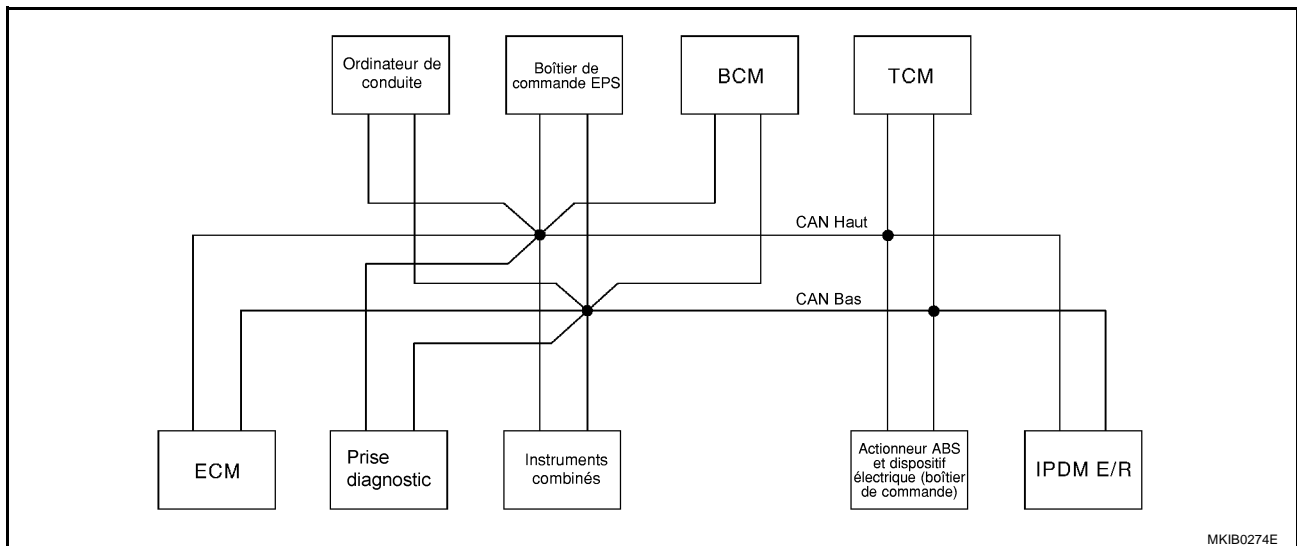 Ordinateur de
conduite
Boîtier de
commande EPS
BCM
TCM
CAN Haut
CAN Bas
ECM
Prise
diagnostic
Instruments
combinés
Actionneur ABS
et dispositif
électrique (boîtier
de commande)
IPDM E/R
MKIB0274E